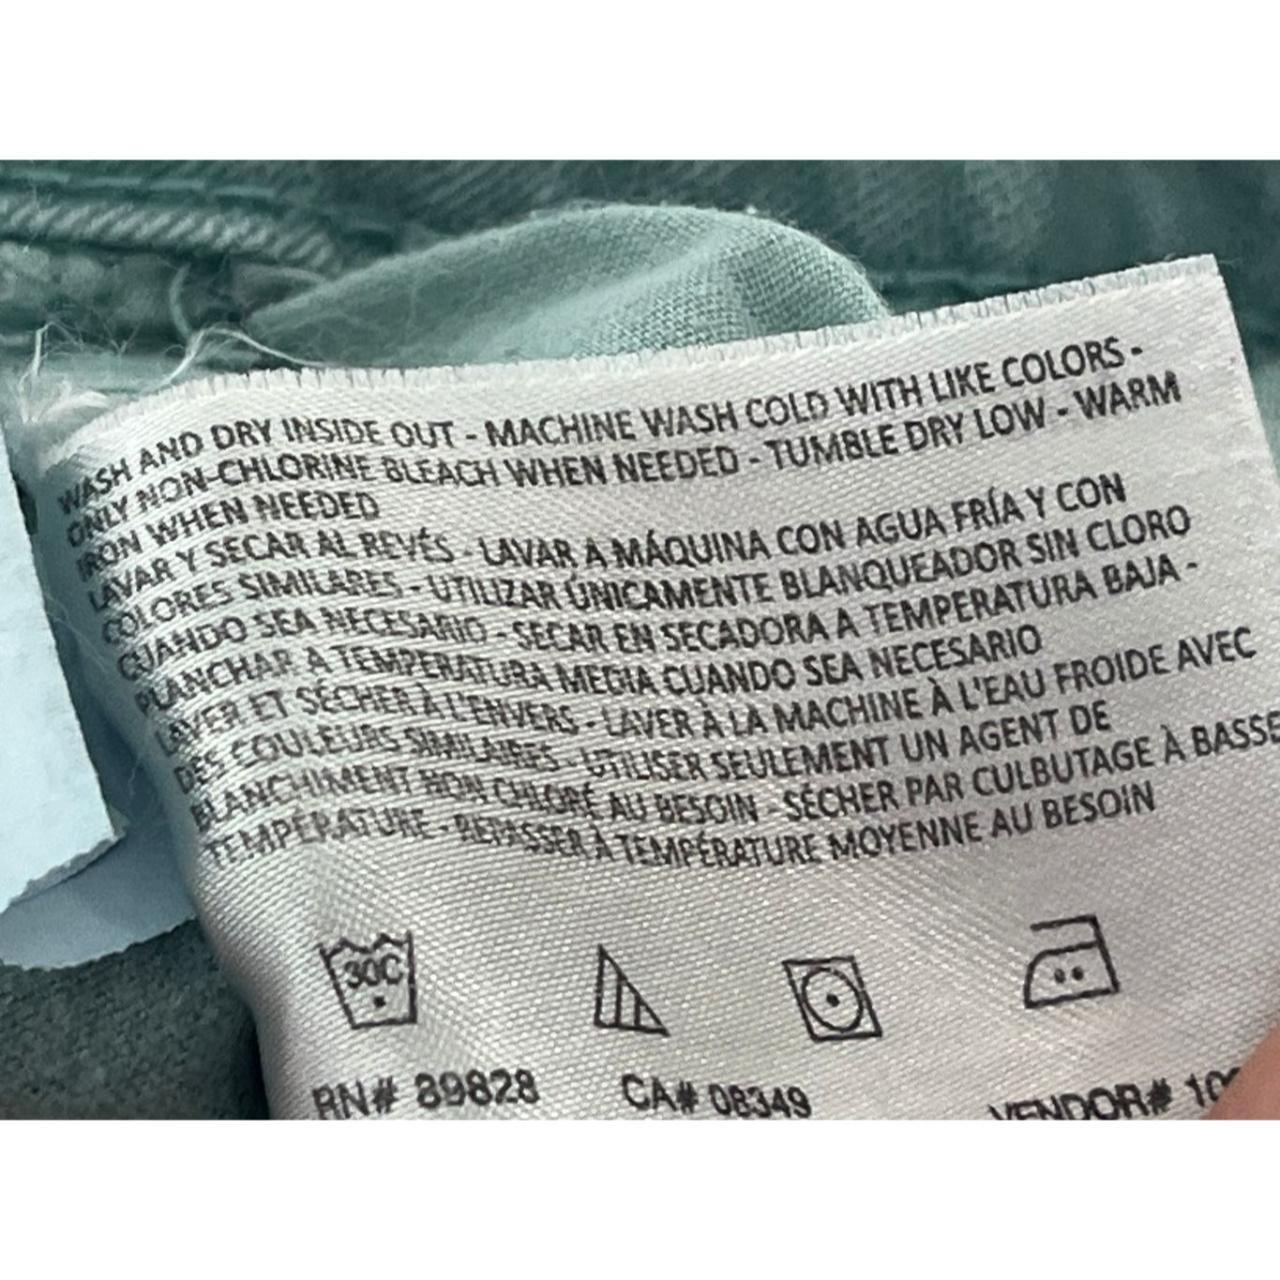 WASH AND DRY INSIDE OUT - MACHINE WASH COLD WITH LIKE COLORS -
ONLY NON-CHLORINE BLEACH WHEN NEEDED - TUMBLE DRY LOW - WARM
IRON WHEN NEEDED
LAVAR Y SECAR AL REVÉS - LAVAR A MÁQUINA CON AGUA FRÍA Y CON
COLORES SIMILARES - UTILIZAR ÚNICAMENTE BLANQUEADOR SIN CLORO
CUANDO SEA NECESARIO - SECAR EN SECADORA A TEMPERATURA BAJA -
PLANCHAR A TEMPERATURA MEDIA CUANDO SEA NECESARIO
LAVER ET SÉCHER À L'ENVERS - LAVER À LA MACHINE À L'EAU FROIDE AVEC
DES COULEURS SIMILAIRES - UTILISER SEULEMENT UN AGENT DE
BLANCHIMENT NON CHLORÉ AU BESOIN - SÉCHER PAR CULBUTAGE À BASSE
TEMPÉRATURE - REPASSER À TEMPÉRATURE MOYENNE AU BESOIN
30C
RN# 89828 CA# 08349 VENDOR#